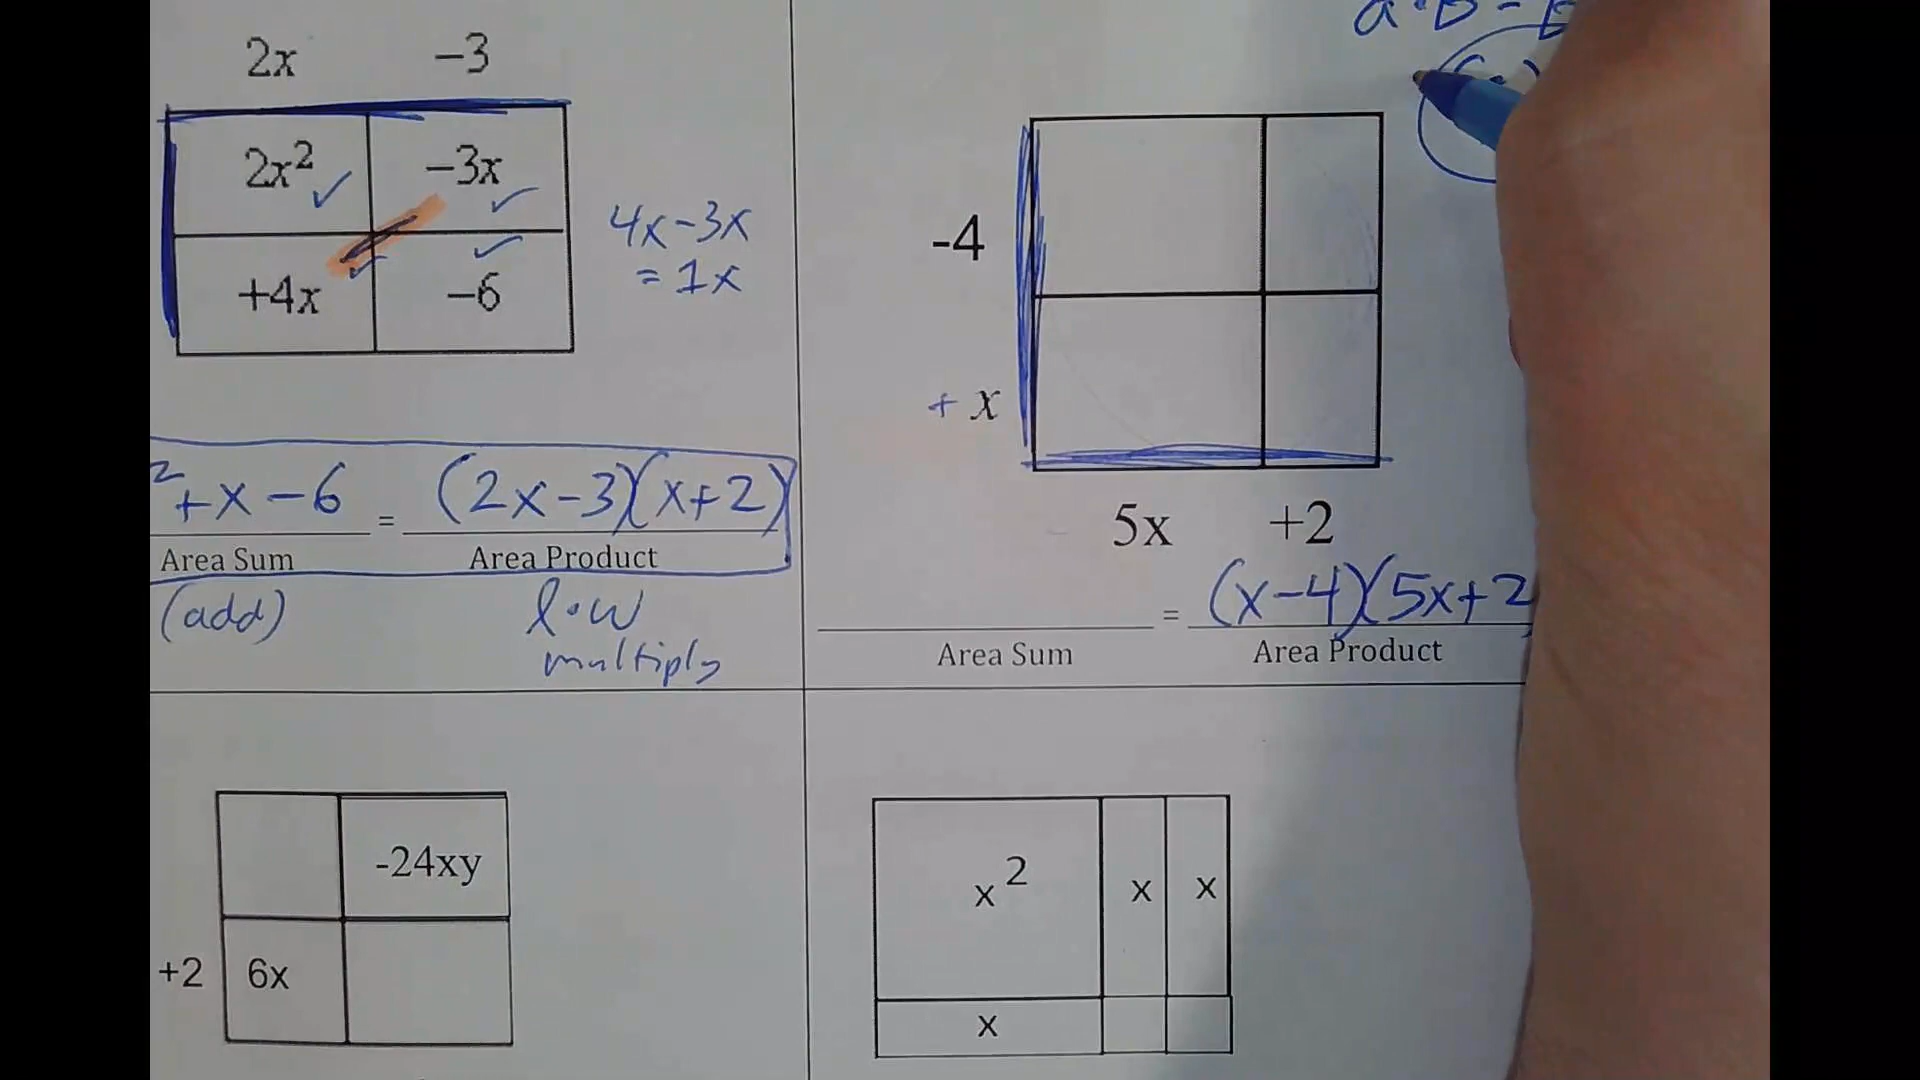 2x -3
2x² -3x
+4x -6
4x-3x
= 1x
²+x-6 = (2x-3)(x+2)
Area Sum Area Product
(add) l·w
multiply
a·b =
-4
+ x
5x +2
= (x-4)(5x+2
Area Sum Area Product
-24xy
+2 6x
x² x x
x